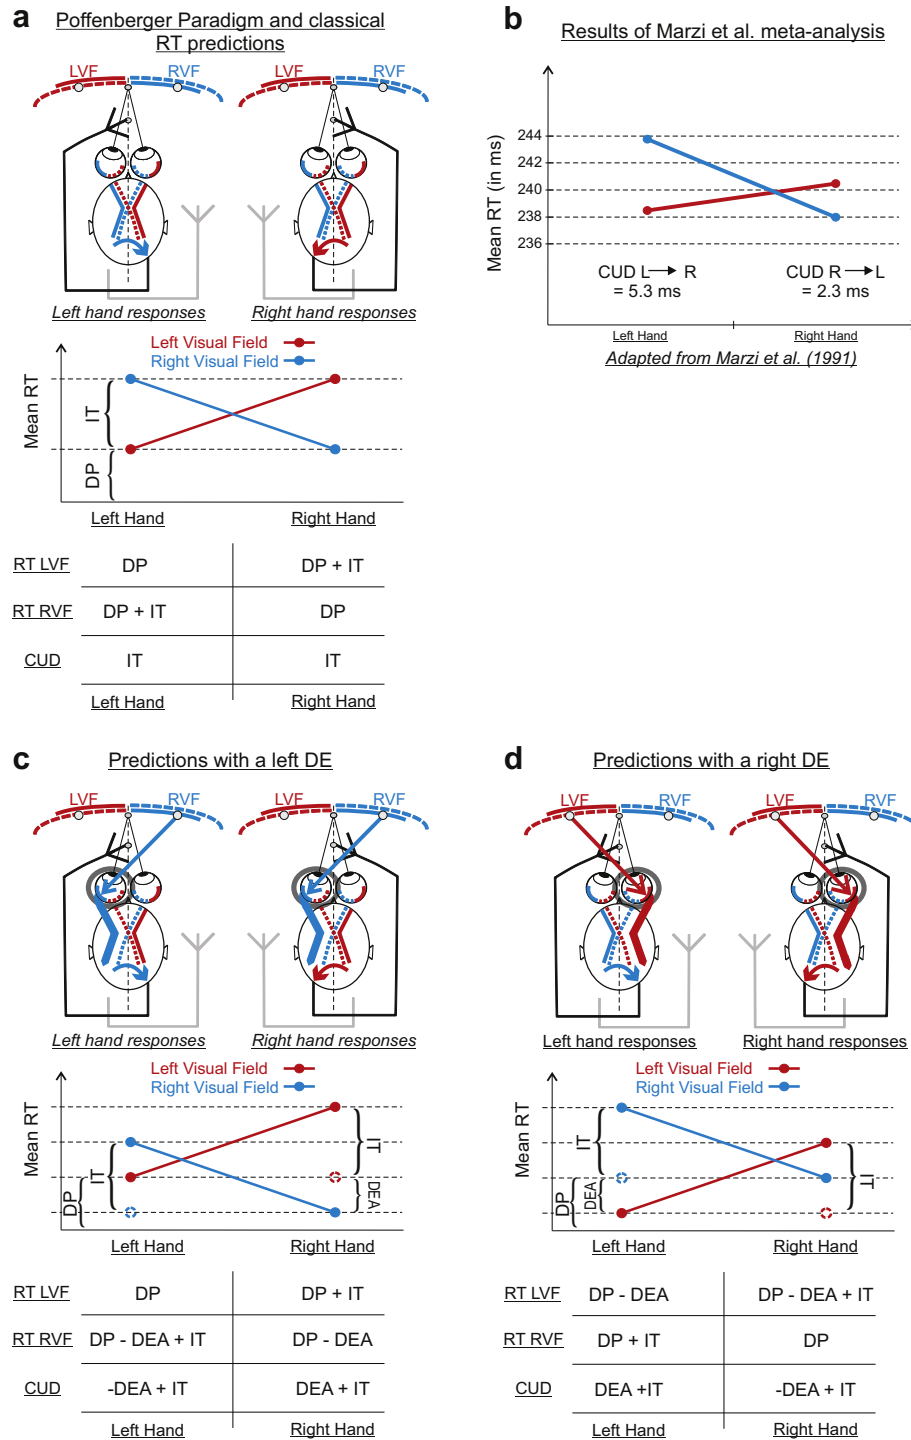 a
Poffenberger Paradigm and classical
RT predictions
LVF RVF LVF RVF
Left hand responses Right hand responses
Left Visual Field
Right Visual Field
Mean RT
IT
DP
Left Hand Right Hand
RT LVF DP DP + IT
RT RVF DP + IT DP
CUD IT IT
Left Hand Right Hand
b
Results of Marzi et al. meta-analysis
Mean RT (in ms)
244
242
240
238
236
CUD L R CUD R L
= 5.3 ms = 2.3 ms
Left Hand Right Hand
Adapted from Marzi et al. (1991)
c
Predictions with a left DE
LVF RVF LVF RVF
Left hand responses Right hand responses
Left Visual Field
Right Visual Field
Mean RT
IT
DP
IT
DEA
Left Hand Right Hand
RT LVF DP DP + IT
RT RVF DP - DEA + IT DP - DEA
CUD -DEA + IT DEA + IT
Left Hand Right Hand
d
Predictions with a right DE
LVF RVF LVF RVF
Left hand responses Right hand responses
Left Visual Field
Right Visual Field
Mean RT
IT
DP
DEA
IT
Left Hand Right Hand
RT LVF DP - DEA DP - DEA + IT
RT RVF DP + IT DP
CUD DEA +IT -DEA + IT
Left Hand Right Hand